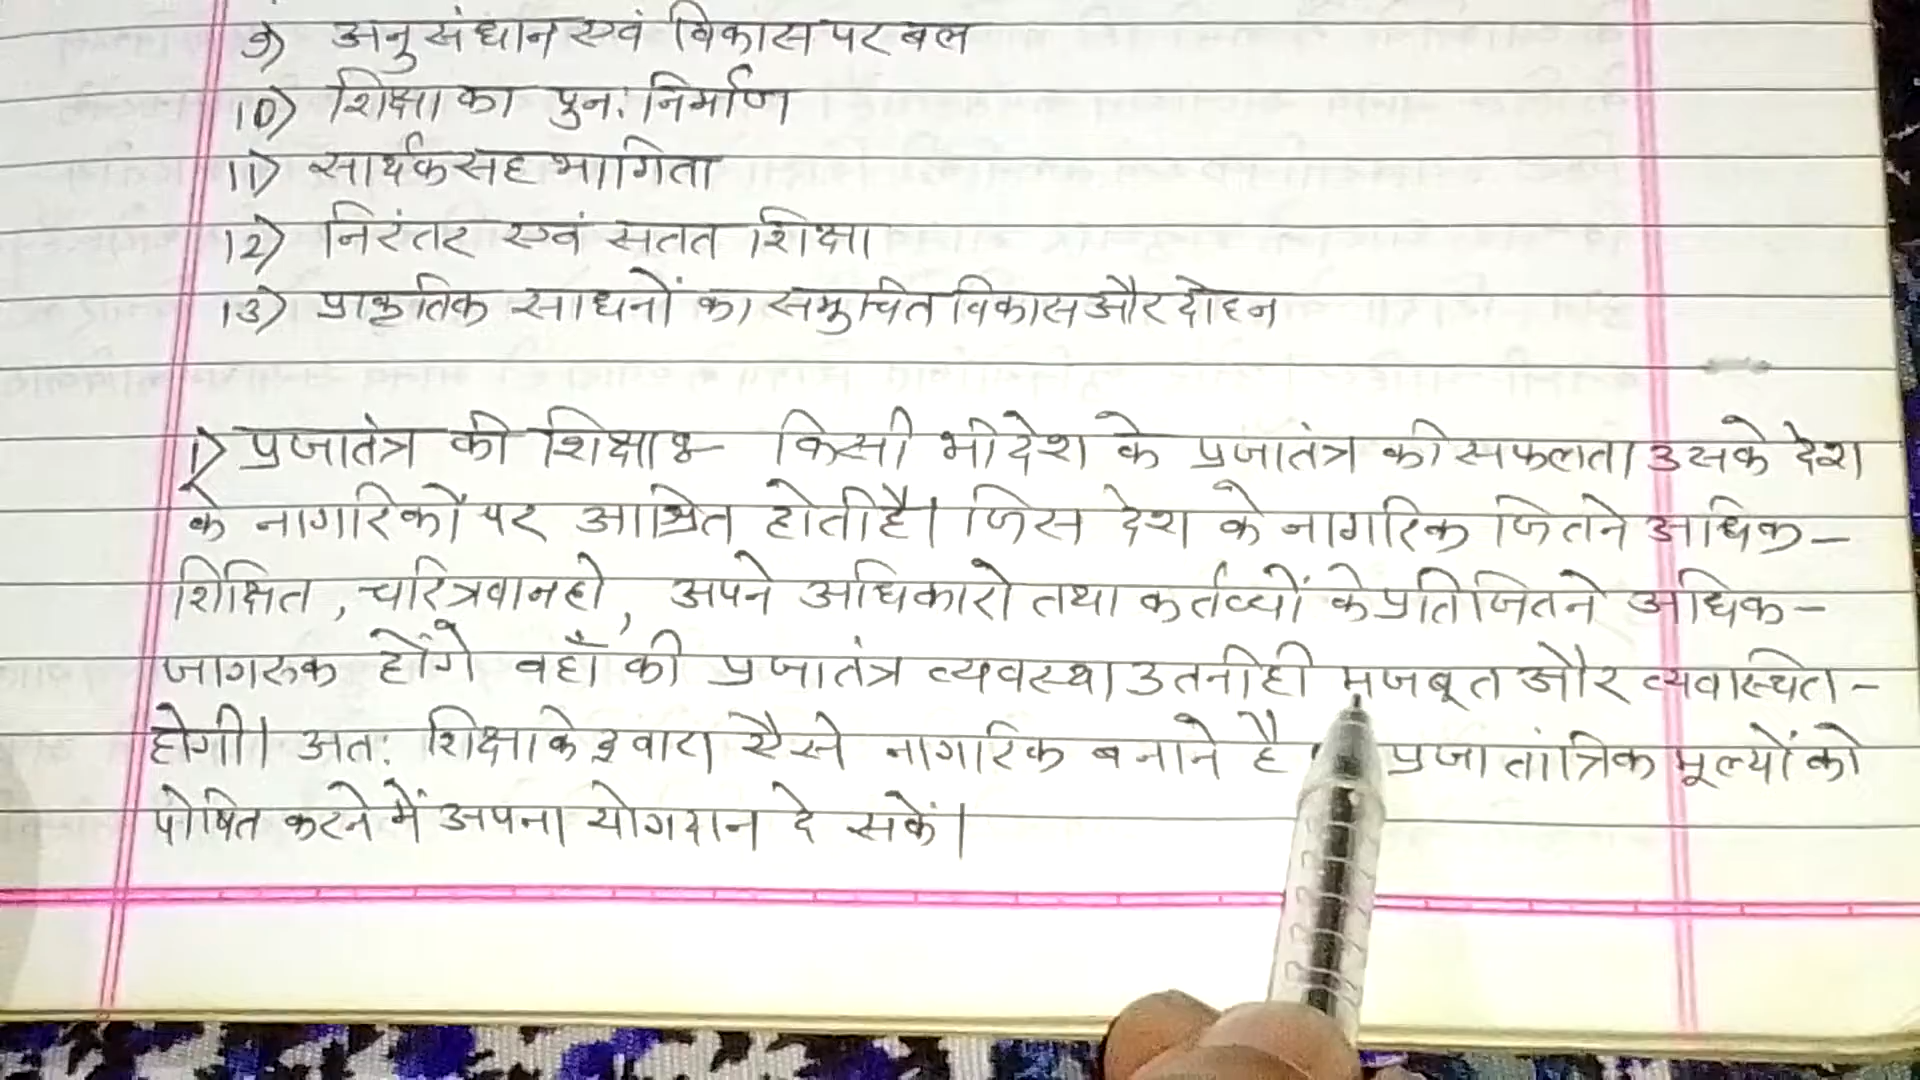 9) अनुसंधान एवं विकास पर बल
10) शिक्षा का पुन: निर्माण
11) सार्थक सहभागिता
12) निरंतर एवं सतत शिक्षा
13) प्राकृतिक साधनों का समुचित विकास और दोहन
1) प्रजातंत्र की शिक्षा:- किसी भी देश के प्रजातंत्र की सफलता उसके देश
के नागरिकों पर आश्रित होती है। जिस देश के नागरिक जितने अधिक-
शिक्षित, चरित्रवान हो, अपने अधिकारो तथा कर्तव्यों के प्रति जितने अधिक-
जागरुक होंगे वहाँ की प्रजातंत्र व्यवस्था उतनी ही मजबूत और व्यवस्थित-
होगी। अत: शिक्षा के द्वारा ऐसे नागरिक बनाने है प्रजातांत्रिक मूल्यों को
पोषित करने में अपना योगदान दे सकें।